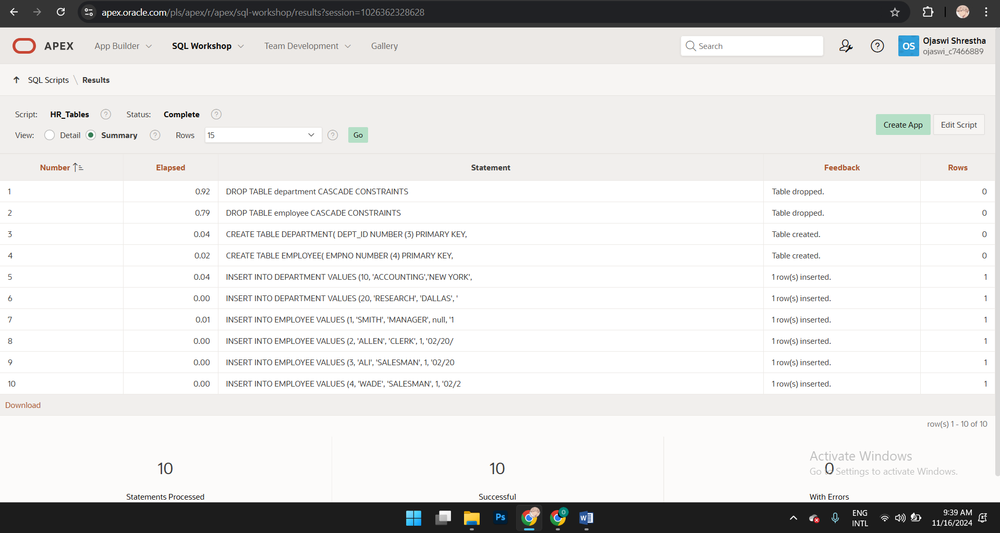 apex.oracle.com/pls/apex/r/apex/sql-workshop/results?session=1026362328628
APEX App Builder SQL Workshop Team Development Gallery Search ? OS Ojaswi Shrestha
ojaswi_c7466889
SQL Scripts \ Results
Script: HR_Tables ? Status: Complete ?
View: Detail Summary ? Rows 15 ? Go Create App Edit Script
Number Elapsed Statement Feedback Rows
1 0.92 DROP TABLE department CASCADE CONSTRAINTS Table dropped. 0
2 0.79 DROP TABLE employee CASCADE CONSTRAINTS Table dropped. 0
3 0.04 CREATE TABLE DEPARTMENT( DEPT_ID NUMBER (3) PRIMARY KEY, Table created. 0
4 0.02 CREATE TABLE EMPLOYEE( EMPNO NUMBER (4) PRIMARY KEY, Table created. 0
5 0.04 INSERT INTO DEPARTMENT VALUES (10, 'ACCOUNTING','NEW YORK', 1 row(s) inserted. 1
6 0.00 INSERT INTO DEPARTMENT VALUES (20, 'RESEARCH', 'DALLAS', ' 1 row(s) inserted. 1
7 0.01 INSERT INTO EMPLOYEE VALUES (1, 'SMITH', 'MANAGER', null, '1 1 row(s) inserted. 1
8 0.00 INSERT INTO EMPLOYEE VALUES (2, 'ALLEN', 'CLERK', 1, '02/20/ 1 row(s) inserted. 1
9 0.00 INSERT INTO EMPLOYEE VALUES (3, 'ALI', 'SALESMAN', 1, '02/20 1 row(s) inserted. 1
10 0.00 INSERT INTO EMPLOYEE VALUES (4, 'WADE', 'SALESMAN', 1, '02/2 1 row(s) inserted. 1
Download
row(s) 1 - 10 of 10
10 10 0
Statements Processed Successful With Errors
Activate Windows
Go to Settings to activate Windows.
Ps O W ENG
INTL
9:39 AM
11/16/2024